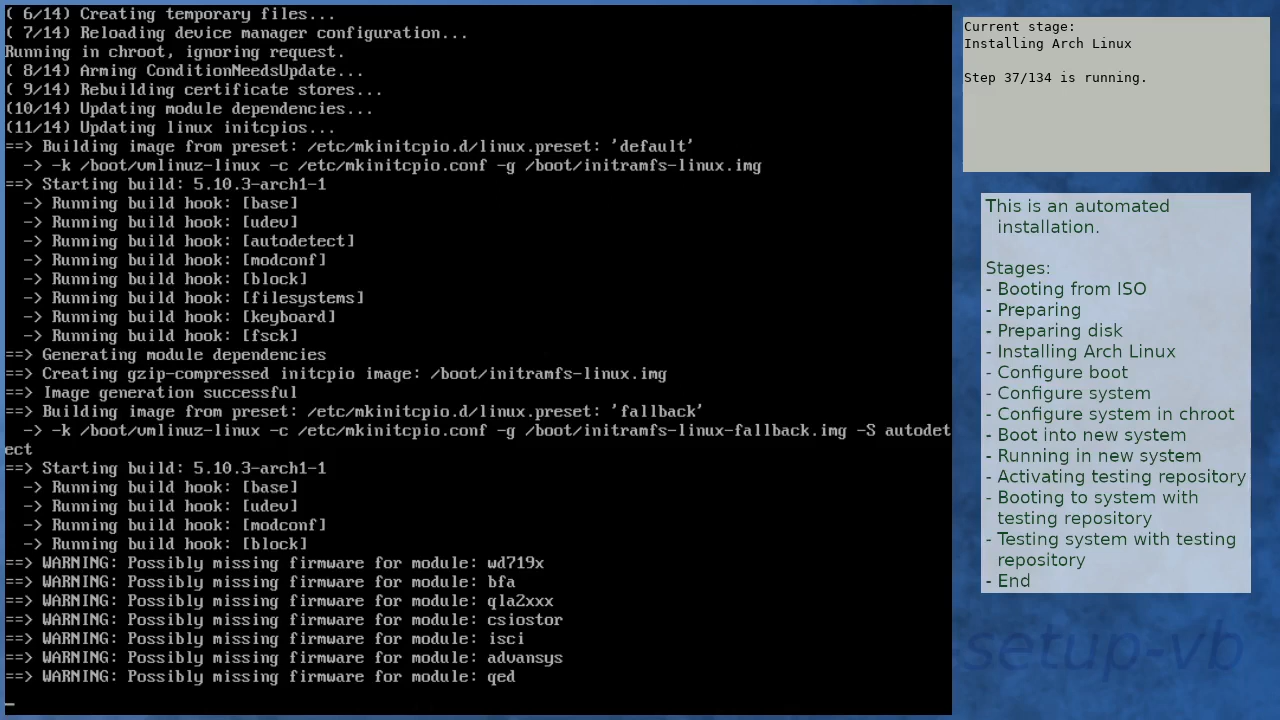 ( 6/14) Creating temporary files...
( 7/14) Reloading device manager configuration...
Running in chroot, ignoring request.
( 8/14) Arming ConditionNeedsUpdate...
( 9/14) Rebuilding certificate stores...
(10/14) Updating module dependencies...
(11/14) Updating linux initcpios...
==> Building image from preset: /etc/mkinitcpio.d/linux.preset: 'default'
  -> -k /boot/vmlinuz-linux -c /etc/mkinitcpio.conf -g /boot/initramfs-linux.img
==> Starting build: 5.10.3-arch1-1
  -> Running build hook: [base]
  -> Running build hook: [udev]
  -> Running build hook: [autodetect]
  -> Running build hook: [modconf]
  -> Running build hook: [block]
  -> Running build hook: [filesystems]
  -> Running build hook: [keyboard]
  -> Running build hook: [fsck]
==> Generating module dependencies
==> Creating gzip-compressed initcpio image: /boot/initramfs-linux.img
==> Image generation successful
==> Building image from preset: /etc/mkinitcpio.d/linux.preset: 'fallback'
  -> -k /boot/vmlinuz-linux -c /etc/mkinitcpio.conf -g /boot/initramfs-linux-fallback.img -S autodet
ect
==> Starting build: 5.10.3-arch1-1
  -> Running build hook: [base]
  -> Running build hook: [udev]
  -> Running build hook: [modconf]
  -> Running build hook: [block]
==> WARNING: Possibly missing firmware for module: wd719x
==> WARNING: Possibly missing firmware for module: bfa
==> WARNING: Possibly missing firmware for module: qla2xxx
==> WARNING: Possibly missing firmware for module: csiostor
==> WARNING: Possibly missing firmware for module: isci
==> WARNING: Possibly missing firmware for module: advansys
==> WARNING: Possibly missing firmware for module: qed
_
Current stage:
Installing Arch Linux
Step 37/134 is running.
This is an automated
installation.
Stages:
- Booting from ISO
- Preparing
- Preparing disk
- Installing Arch Linux
- Configure boot
- Configure system
- Configure system in chroot
- Boot into new system
- Running in new system
- Activating testing repository
- Booting to system with
testing repository
- Testing system with testing
repository
- End
setup-vb